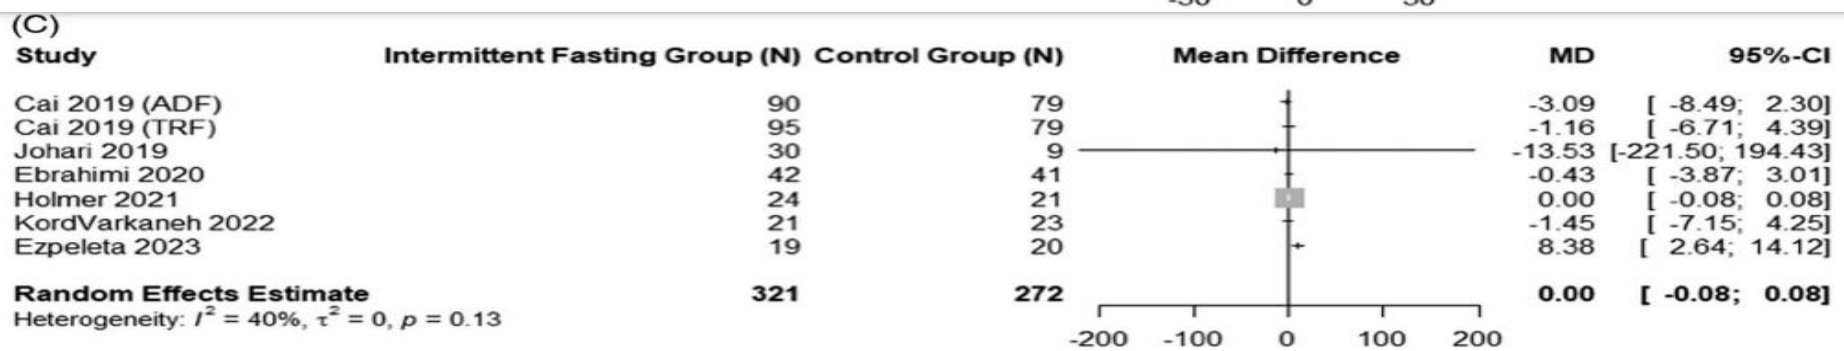 -50 0 50
(C)
Study Intermittent Fasting Group (N) Control Group (N) Mean Difference MD 95%-CI
Cai 2019 (ADF) 90 79 -3.09 [ -8.49; 2.30]
Cai 2019 (TRF) 95 79 -1.16 [ -6.71; 4.39]
Johari 2019 30 9 -13.53 [-221.50; 194.43]
Ebrahimi 2020 42 41 -0.43 [ -3.87; 3.01]
Holmer 2021 24 21 0.00 [ -0.08; 0.08]
KordVarkaneh 2022 21 23 -1.45 [ -7.15; 4.25]
Ezpeleta 2023 19 20 8.38 [ 2.64; 14.12]
Random Effects Estimate 321 272 0.00 [ -0.08; 0.08]
Heterogeneity: I² = 40%, τ² = 0, p = 0.13
-200 -100 0 100 200